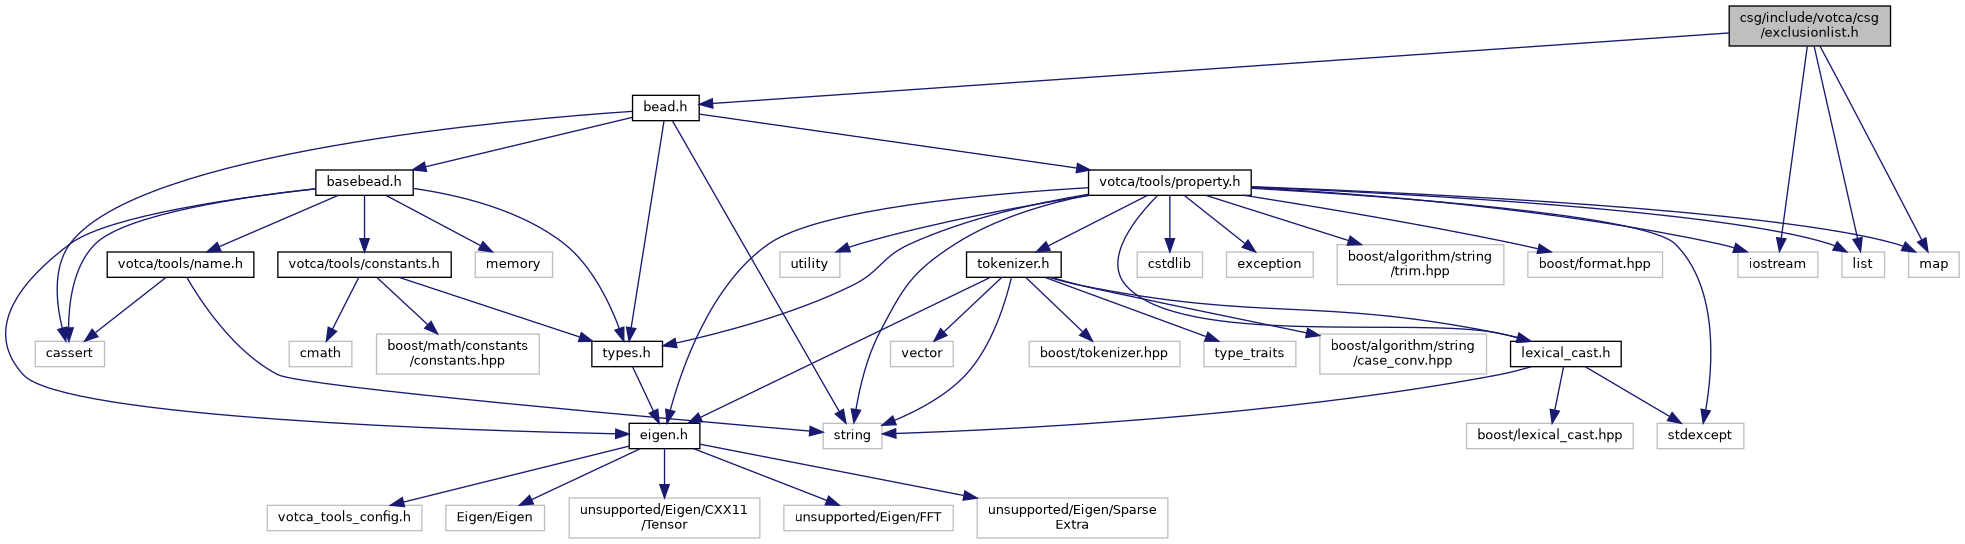 csg/include/votca/csg
/exclusionlist.h
bead.h
basebead.h
votca/tools/property.h
votca/tools/name.h
votca/tools/constants.h
memory
utility
tokenizer.h
cstdlib
exception
boost/algorithm/string
/trim.hpp
boost/format.hpp
iostream
list
map
cassert
cmath
boost/math/constants
/constants.hpp
types.h
vector
boost/tokenizer.hpp
type_traits
boost/algorithm/string
/case_conv.hpp
lexical_cast.h
eigen.h
string
boost/lexical_cast.hpp
stdexcept
votca_tools_config.h
Eigen/Eigen
unsupported/Eigen/CXX11
/Tensor
unsupported/Eigen/FFT
unsupported/Eigen/Sparse
Extra